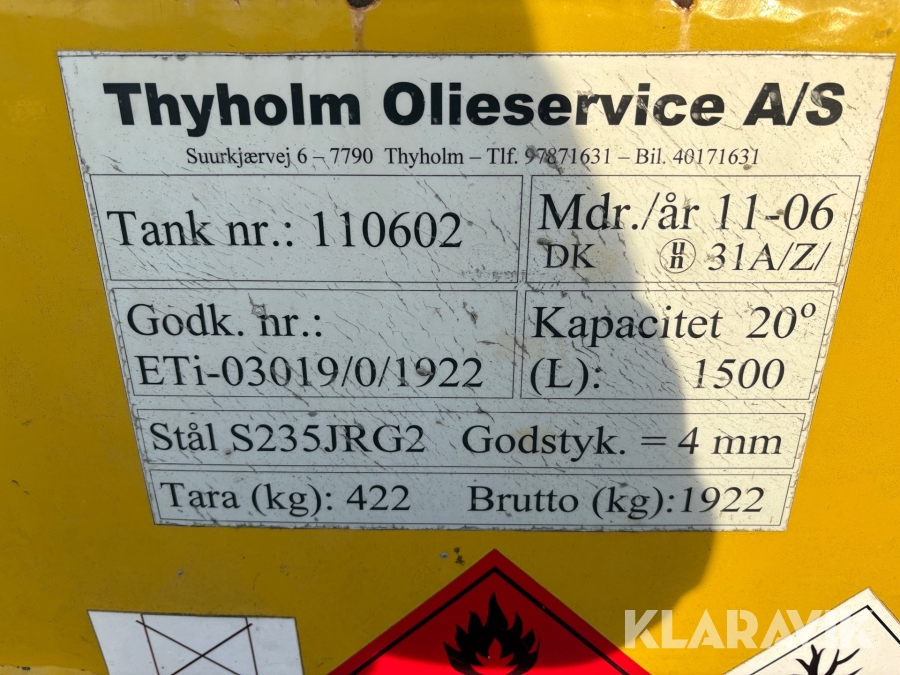 Thyholm Olieservice A/S
Suurkjærvej 6 – 7790 Thyholm – Tlf. 97871631 – Bil. 40171631
Tank nr.: 110602
Mdr./år 11-06
DK un 31A/Z/
Godk. nr.:
ETi-03019/0/1922
Kapacitet 20°
(L): 1500
Stål S235JRG2 Godstyk. = 4 mm
Tara (kg): 422 Brutto (kg):1922
KLARAVIK